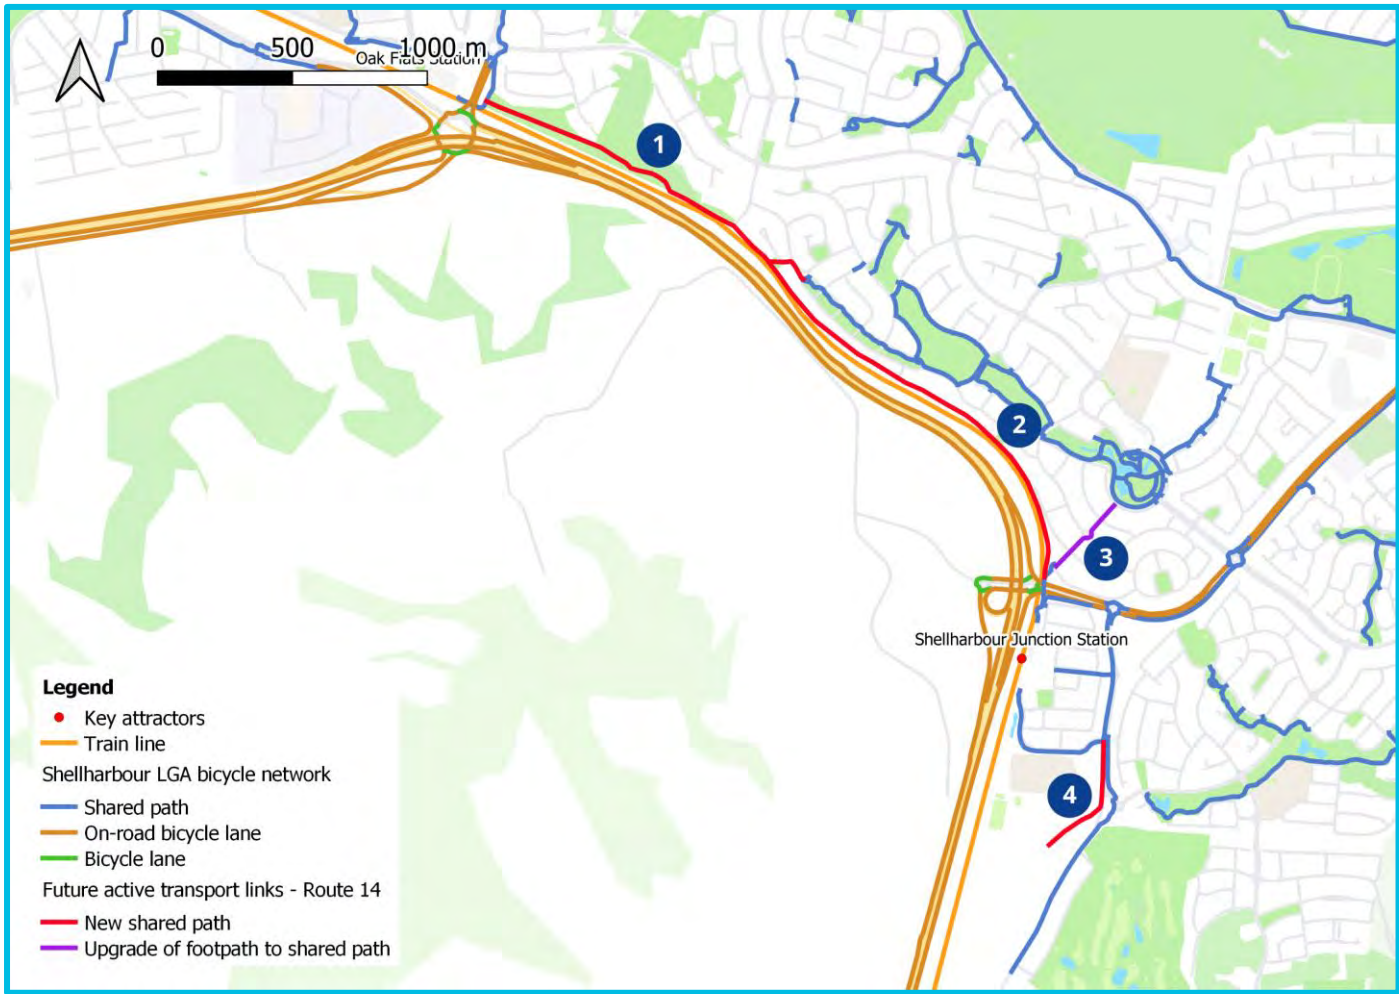 0 500 1000 m
Oak Flats Station
1
2
3
Shellharbour Junction Station
4
Legend
Key attractors
Train line
Shellharbour LGA bicycle network
Shared path
On-road bicycle lane
Bicycle lane
Future active transport links - Route 14
New shared path
Upgrade of footpath to shared path